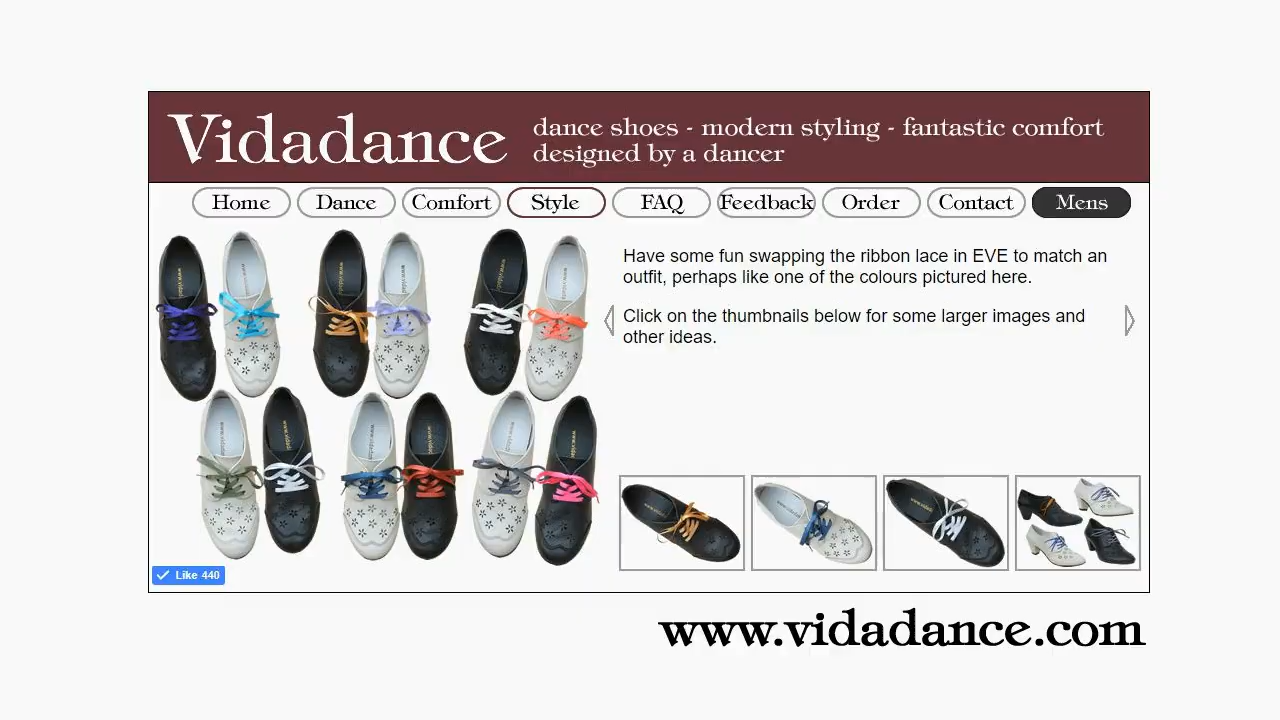 Vidadance
dance shoes - modern styling - fantastic comfort
designed by a dancer
Home Dance Comfort Style FAQ Feedback Order Contact Mens
Have some fun swapping the ribbon lace in EVE to match an
outfit, perhaps like one of the colours pictured here.
Click on the thumbnails below for some larger images and
other ideas.
Like 440
www.vidadance.com